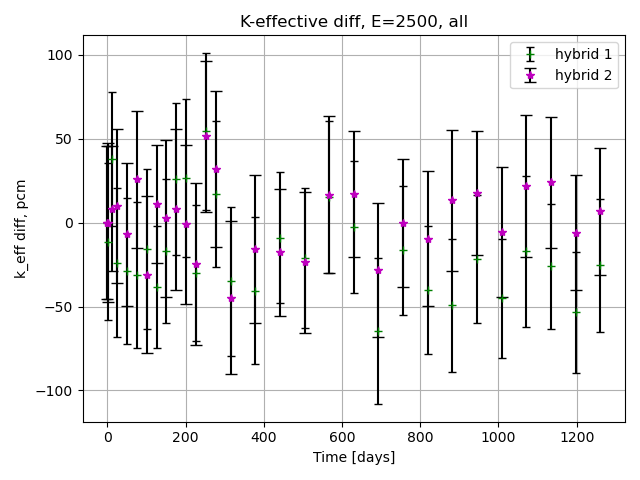 K-effective diff, E=2500, all
hybrid 1
hybrid 2
100
50
0
−50
−100
k_eff diff, pcm
0 200 400 600 800 1000 1200
Time [days]